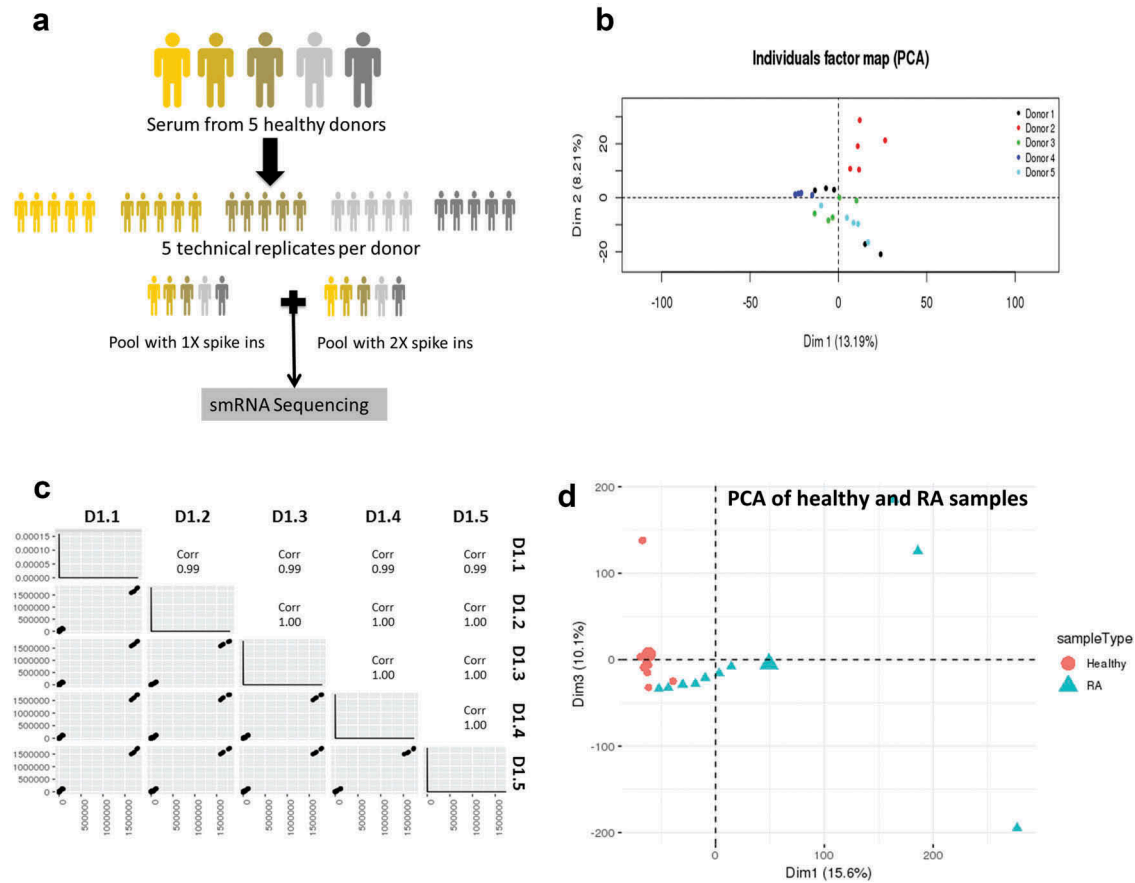 a
Serum from 5 healthy donors
5 technical replicates per donor
Pool with 1X spike ins
Pool with 2X spike ins
smRNA Sequencing
b
Individuals factor map (PCA)
Donor 1
Donor 2
Donor 3
Donor 4
Donor 5
Dim 2 (8.21%)
20
0
-20
-100
-50
0
50
100
Dim 1 (13.19%)
c
D1.1 D1.2 D1.3 D1.4 D1.5
0.00015
0.00010
0.00005
0.00000
Corr Corr Corr Corr
0.99 0.99 0.99 0.99
D1.1
1500000
1000000
500000
0
Corr Corr Corr
1.00 1.00 1.00
D1.2
1500000
1000000
500000
0
Corr Corr
1.00 1.00
D1.3
1500000
1000000
500000
0
Corr
1.00
D1.4
1500000
1000000
500000
0
D1.5
0 500000 1000000 1500000 0 500000 1000000 1500000 0 500000 1000000 1500000 0 500000 1000000 1500000 0 500000 1000000 1500000
d
PCA of healthy and RA samples
200
100
0
-100
-200
Dim3 (10.1%)
0
100
200
Dim1 (15.6%)
sampleType
Healthy
RA